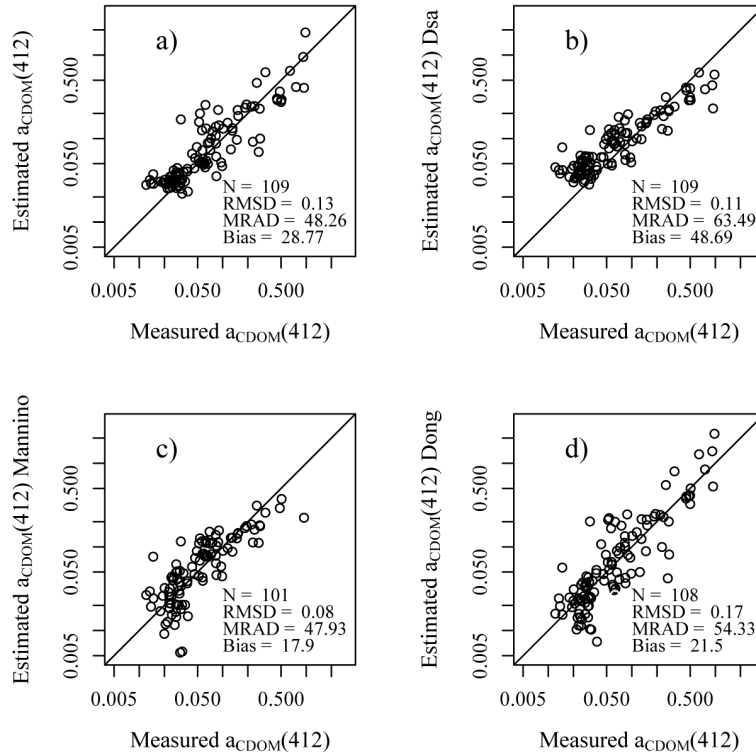 a)
Estimated aCDOM(412)
0.005 0.050 0.500
N = 109
RMSD = 0.13
MRAD = 48.26
Bias = 28.77
0.005 0.050 0.500
Measured aCDOM(412)
b)
Estimated aCDOM(412) Dsa
0.005 0.050 0.500
N = 109
RMSD = 0.11
MRAD = 63.49
Bias = 48.69
0.005 0.050 0.500
Measured aCDOM(412)
c)
Estimated aCDOM(412) Mannino
0.005 0.050 0.500
N = 101
RMSD = 0.08
MRAD = 47.93
Bias = 17.9
0.005 0.050 0.500
Measured aCDOM(412)
d)
Estimated aCDOM(412) Dong
0.005 0.050 0.500
N = 108
RMSD = 0.17
MRAD = 54.33
Bias = 21.5
0.005 0.050 0.500
Measured aCDOM(412)